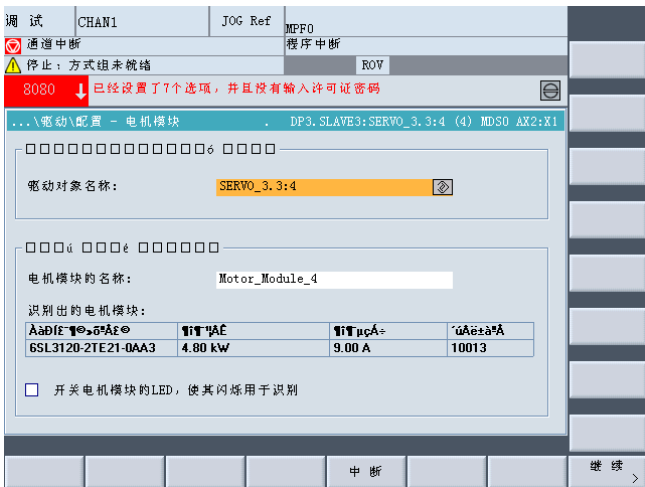 调 试 CHAN1 JOG Ref MPF0
通道中断 程序中断
停止：方式组未就绪 ROV
8080 已经设置了7个选项，并且没有输入许可证密码
...\驱动\配置 - 电机模块 . DP3.SLAVE3:SERVO_3.3:4 (4) MDS0 AX2:X1
□□□□□□□□□□□□□ó □□□□
驱动对象名称： SERVO_3.3:4
□□□ú □□□é □□□□□□
电机模块的名称： Motor_Module_4
识别出的电机模块：
6SL3120-2TE21-0AA3 4.80 kW 9.00 A 10013
开关电机模块的LED，使其闪烁用于识别
中 断 继 续 >